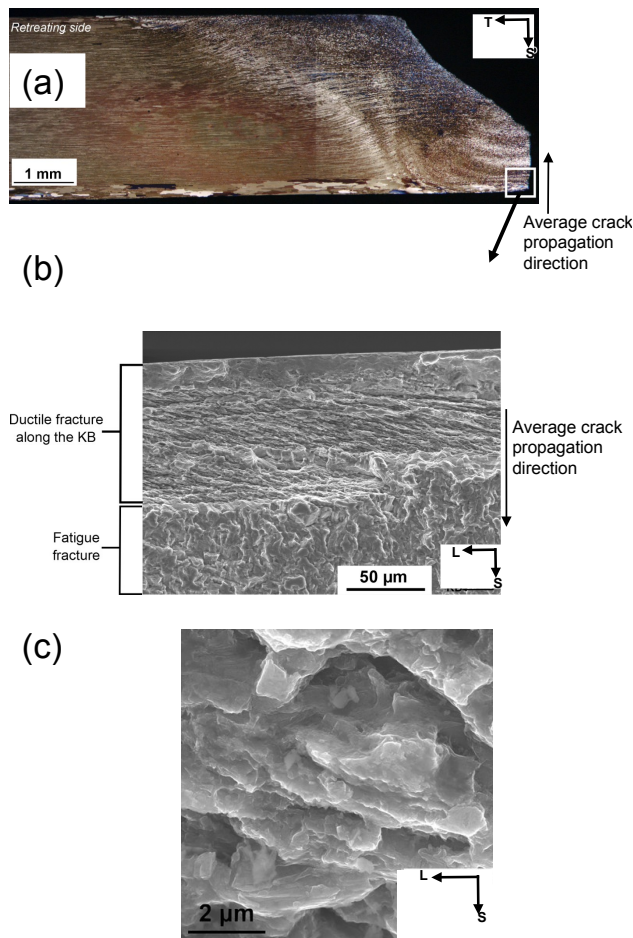 Retreating side
T
S
(a)
1 mm
Average crack
propagation
direction
(b)
Ductile fracture
along the KB
Average crack
propagation
direction
Fatigue
fracture
L
S
50 µm
(c)
L
S
2 µm